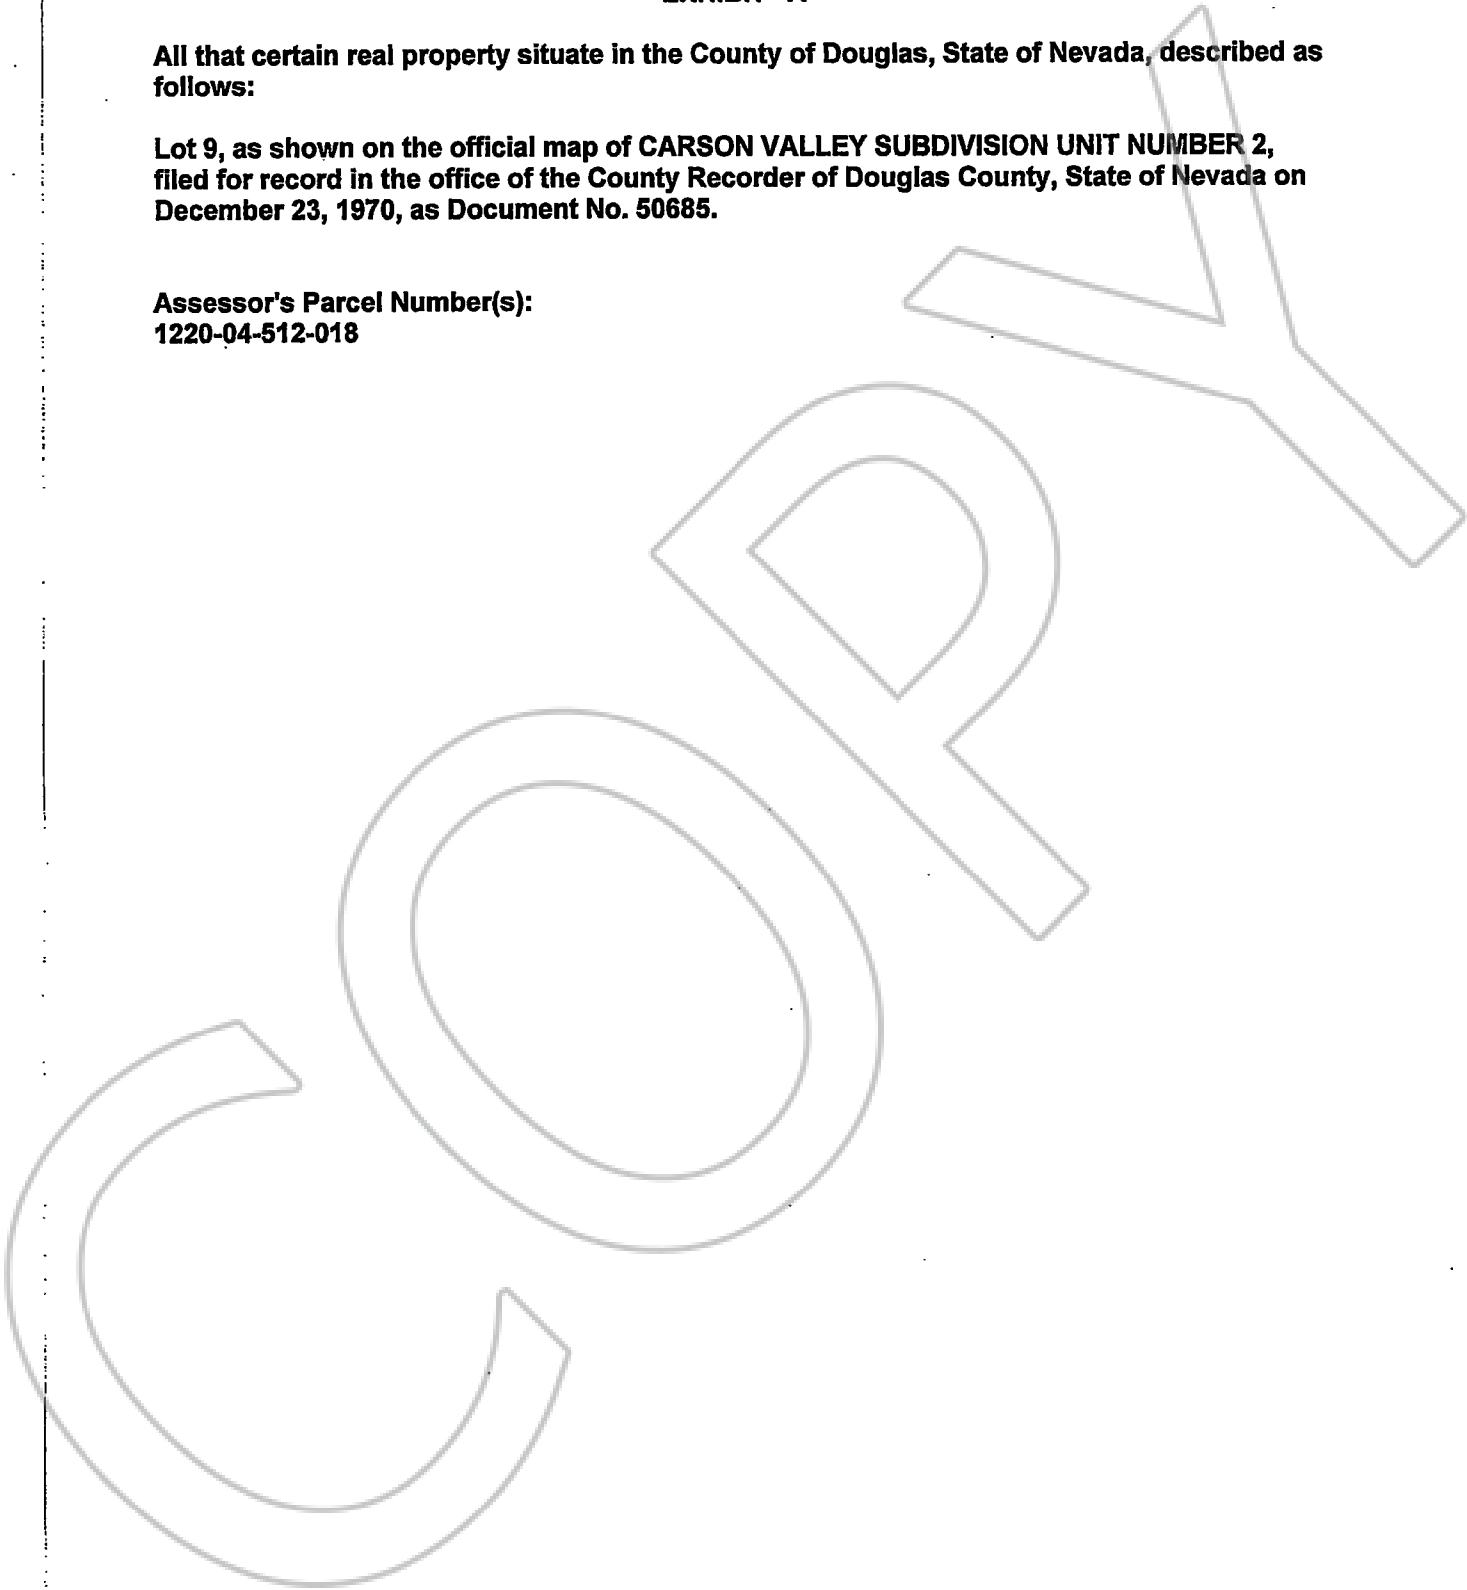 All that certain real property situate in the County of Douglas, State of Nevada, described as
follows:
Lot 9, as shown on the official map of CARSON VALLEY SUBDIVISION UNIT NUMBER 2,
filed for record in the office of the County Recorder of Douglas County, State of Nevada on
December 23, 1970, as Document No. 50685.
Assessor's Parcel Number(s):
1220-04-512-018
COPY